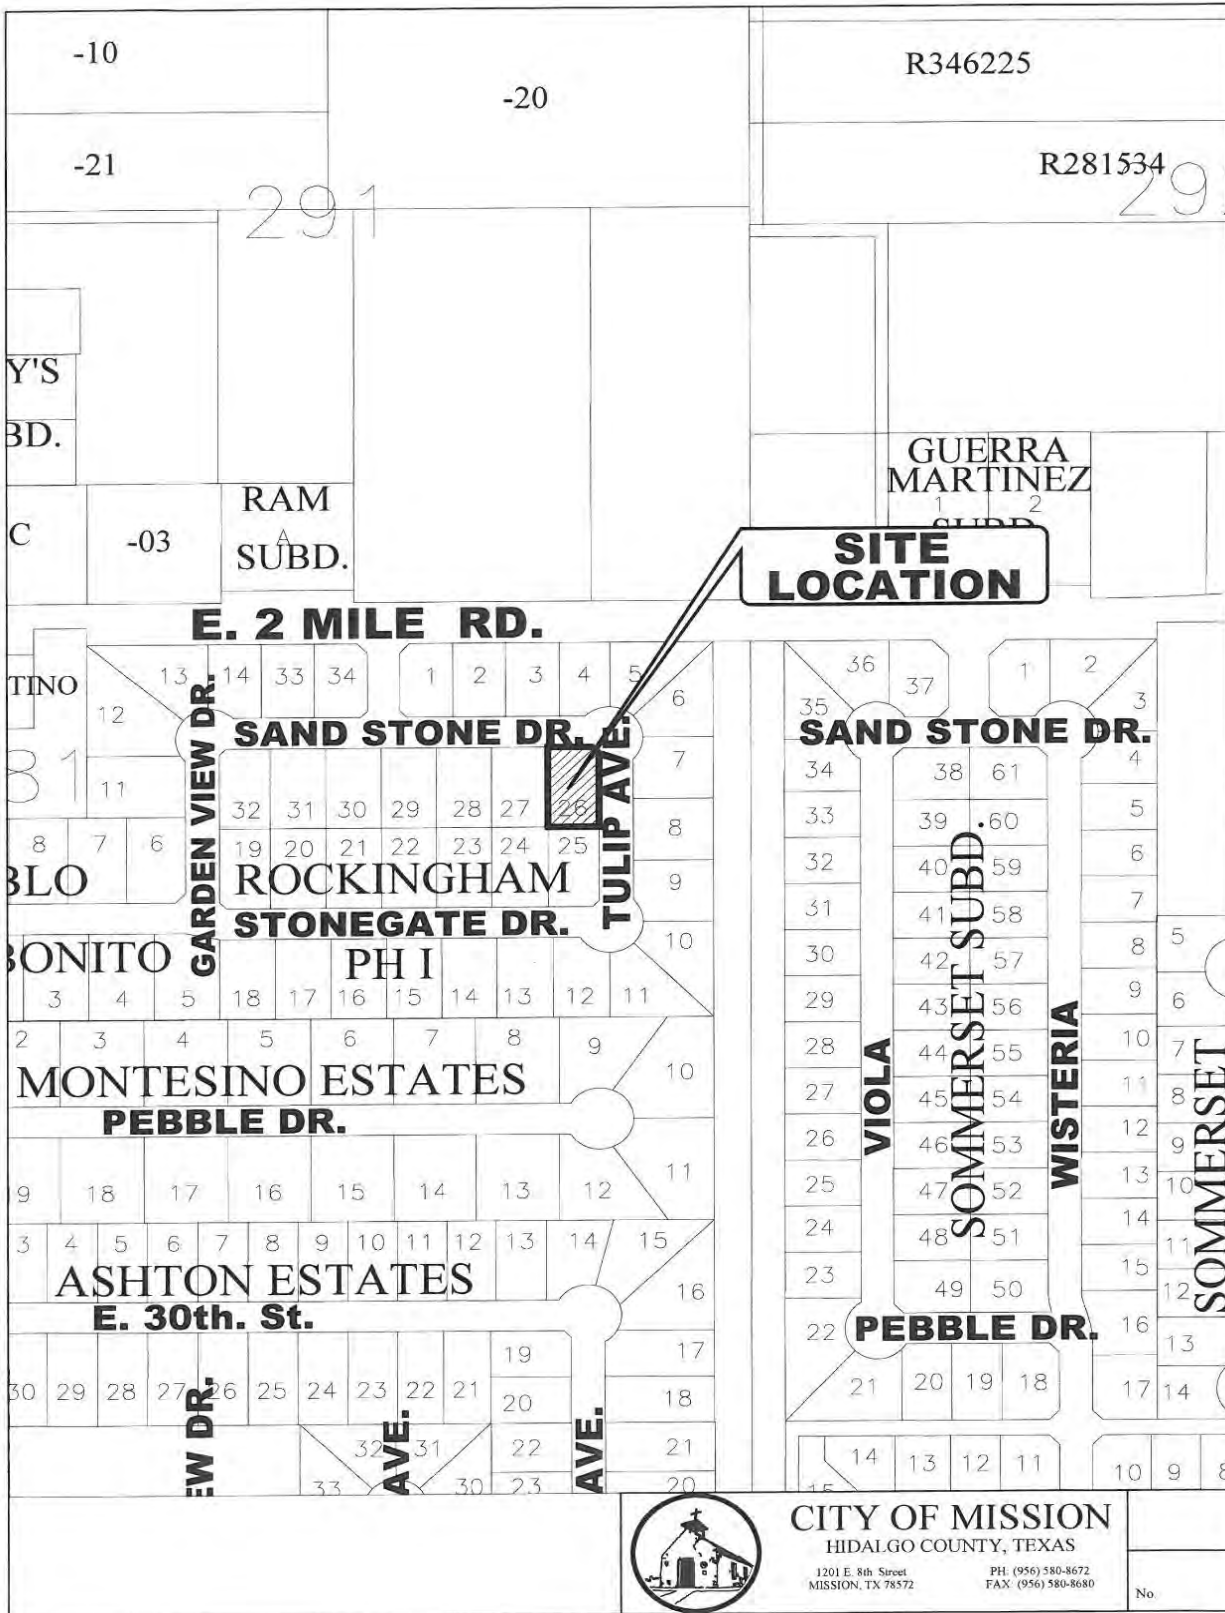 -10
-20
R346225
-21
R281534
291
29
Y'S
BD.
GUERRA
MARTINEZ
1 2
SUBD.
C
-03
RAM
A
SUBD.
SITE
LOCATION
E. 2 MILE RD.
TINO
13 14 33 34 1 2 3 4 5
6
12
36 37 1 2
35 3
GARDEN VIEW DR.
SAND STONE DR.
TULIP AVE.
SAND STONE DR.
81
11
7
34 38 61 4
32 31 30 29 28 27 26
33 39 60 5
8 7 6
19 20 21 22 23 24 25
8
32 40 59 6
BLO
ROCKINGHAM
9
31 41 58 7
STONEGATE DR.
BONITO
PH I
10
30 42 57 8 5
3 4 5 18 17 16 15 14 13 12 11
29 43 56 9 6
SOMMERSET SUBD.
VIOLA
WISTERIA
SOMMERSET
2 3 4 5 6 7 8 9
28 44 55 10 7
MONTESINO ESTATES
10
27 45 54 11 8
PEBBLE DR.
26 46 53 12 9
11
19 18 17 16 15 14 13 12
25 47 52 13 10
24 48 51 14 11
3 4 5 6 7 8 9 10 11 12 13 14 15
23 49 50 15 12
ASHTON ESTATES
16
E. 30th. St.
22
PEBBLE DR.
16 13
19 17
30 29 28 27 26 25 24 23 22 21
20 18
21 20 19 18 17 14
EW DR.
AVE.
AVE.
32 31
22 21
33 30 23 20
14 13 12 11 10 9 8
15
CITY OF MISSION
HIDALGO COUNTY, TEXAS
1201 E. 8th Street PH. (956) 580-8672
MISSION, TX 78572 FAX (956) 580-8680
No.